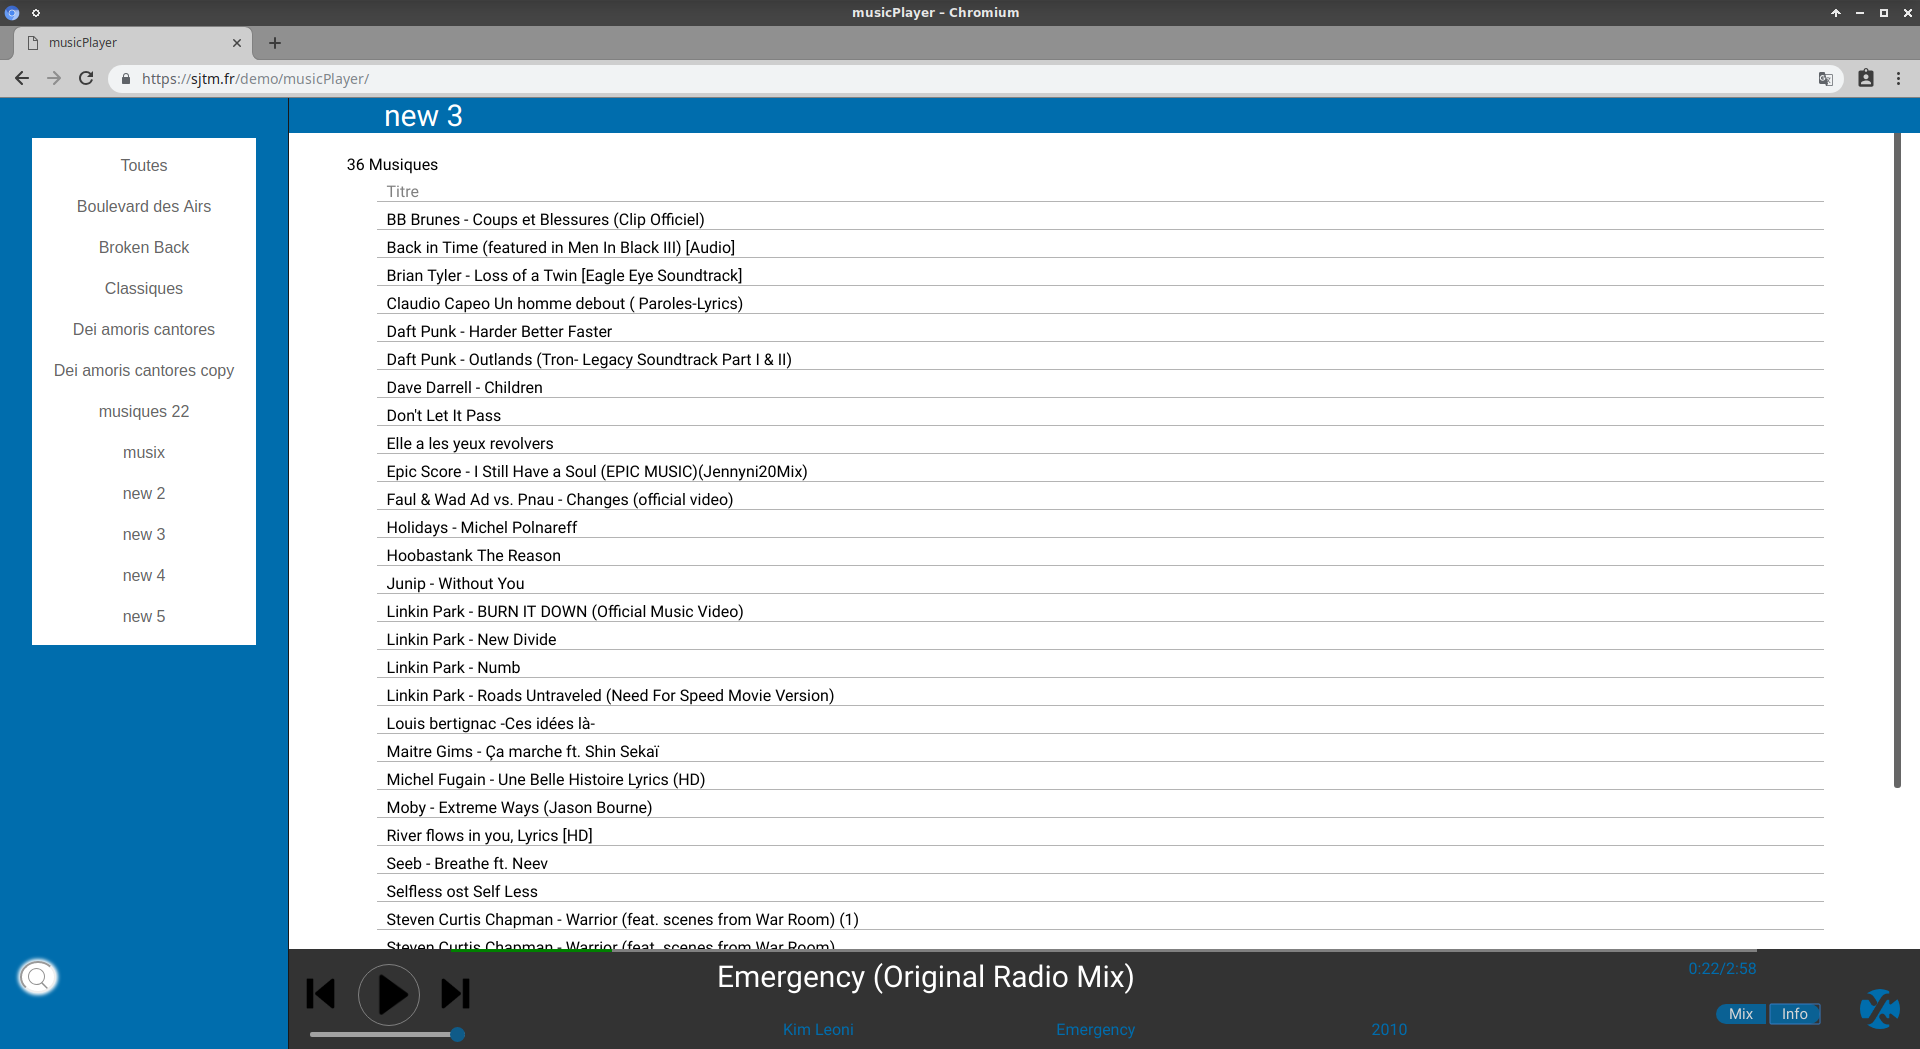 musicPlayer – Chromium
musicPlayer
https://sjtm.fr/demo/musicPlayer/
new 3
Toutes
Boulevard des Airs
Broken Back
Classiques
Dei amoris cantores
Dei amoris cantores copy
musiques 22
musix
new 2
new 3
new 4
new 5
36 Musiques
Titre
BB Brunes - Coups et Blessures (Clip Officiel)
Back in Time (featured in Men In Black III) [Audio]
Brian Tyler - Loss of a Twin [Eagle Eye Soundtrack]
Claudio Capeo Un homme debout ( Paroles-Lyrics)
Daft Punk - Harder Better Faster
Daft Punk - Outlands (Tron- Legacy Soundtrack Part I & II)
Dave Darrell - Children
Don't Let It Pass
Elle a les yeux revolvers
Epic Score - I Still Have a Soul (EPIC MUSIC)(Jennyni20Mix)
Faul & Wad Ad vs. Pnau - Changes (official video)
Holidays - Michel Polnareff
Hoobastank The Reason
Junip - Without You
Linkin Park - BURN IT DOWN (Official Music Video)
Linkin Park - New Divide
Linkin Park - Numb
Linkin Park - Roads Untraveled (Need For Speed Movie Version)
Louis bertignac -Ces idées là-
Maitre Gims - Ça marche ft. Shin Sekaï
Michel Fugain - Une Belle Histoire Lyrics (HD)
Moby - Extreme Ways (Jason Bourne)
River flows in you, Lyrics [HD]
Seeb - Breathe ft. Neev
Selfless ost Self Less
Steven Curtis Chapman - Warrior (feat. scenes from War Room) (1)
Steven Curtis Chapman - Warrior (feat. scenes from War Room)
Emergency (Original Radio Mix)
0:22/2:58
Mix Info
Kim Leoni Emergency 2010